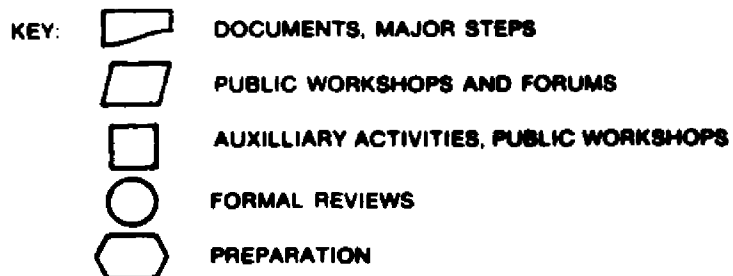 KEY: DOCUMENTS, MAJOR STEPS
PUBLIC WORKSHOPS AND FORUMS
AUXILLIARY ACTIVITIES, PUBLIC WORKSHOPS
FORMAL REVIEWS
PREPARATION